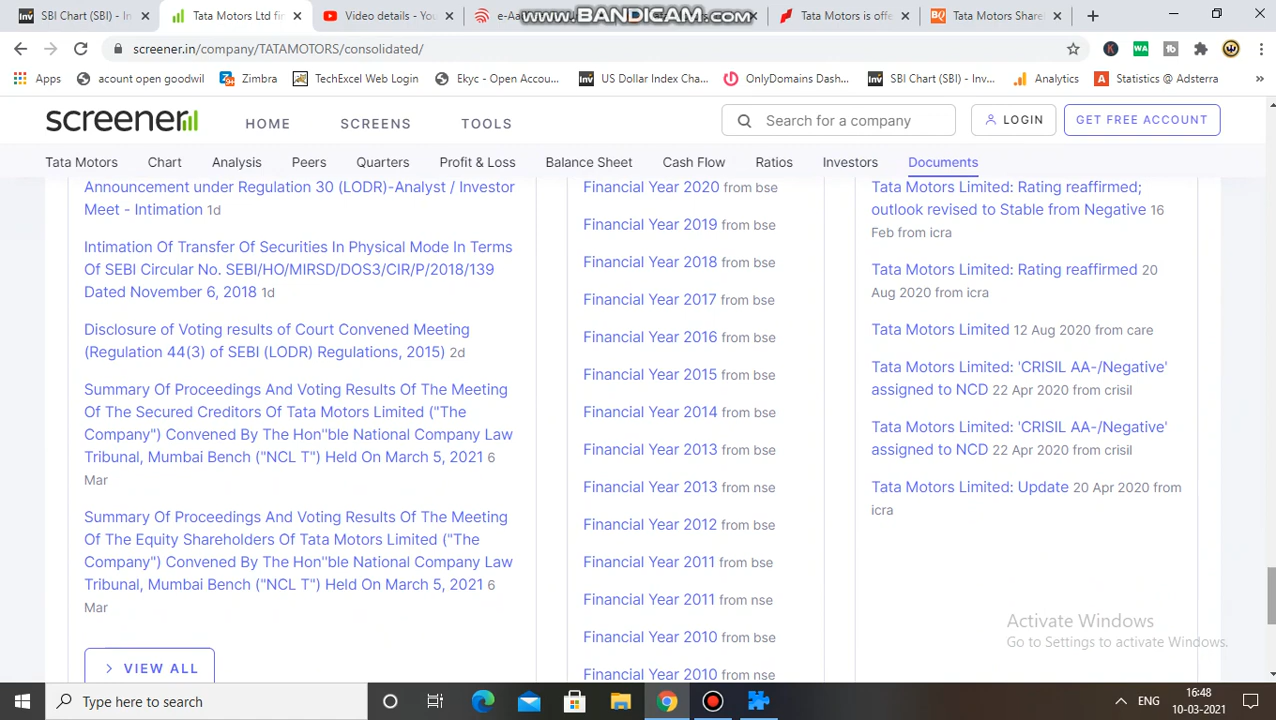 SBI Chart (SBI) - In
Tata Motors Ltd fin
Video details - You
e-Aa
www.BANDICAM.com
Tata Motors is offe
BQ
Tata Motors Share
screener.in/company/TATAMOTORS/consolidated/
Apps
acount open goodwil
Zimbra
TechExcel Web Login
Ekyc - Open Accou...
US Dollar Index Cha...
OnlyDomains Dash...
SBI Chart (SBI) - Inv...
Analytics
Statistics @ Adsterra
»
screener
HOME
SCREENS
TOOLS
Search for a company
LOGIN
GET FREE ACCOUNT
Tata Motors
Chart
Analysis
Peers
Quarters
Profit & Loss
Balance Sheet
Cash Flow
Ratios
Investors
Documents
Announcement under Regulation 30 (LODR)-Analyst / Investor
Meet - Intimation 1d
Intimation Of Transfer Of Securities In Physical Mode In Terms
Of SEBI Circular No. SEBI/HO/MIRSD/DOS3/CIR/P/2018/139
Dated November 6, 2018 1d
Disclosure of Voting results of Court Convened Meeting
(Regulation 44(3) of SEBI (LODR) Regulations, 2015) 2d
Summary Of Proceedings And Voting Results Of The Meeting
Of The Secured Creditors Of Tata Motors Limited ("The
Company") Convened By The Hon''ble National Company Law
Tribunal, Mumbai Bench ("NCL T") Held On March 5, 2021 6
Mar
Summary Of Proceedings And Voting Results Of The Meeting
Of The Equity Shareholders Of Tata Motors Limited ("The
Company") Convened By The Hon''ble National Company Law
Tribunal, Mumbai Bench ("NCL T") Held On March 5, 2021 6
Mar
VIEW ALL
Financial Year 2020 from bse
Financial Year 2019 from bse
Financial Year 2018 from bse
Financial Year 2017 from bse
Financial Year 2016 from bse
Financial Year 2015 from bse
Financial Year 2014 from bse
Financial Year 2013 from bse
Financial Year 2013 from nse
Financial Year 2012 from bse
Financial Year 2011 from bse
Financial Year 2011 from nse
Financial Year 2010 from bse
Financial Year 2010 from nse
Tata Motors Limited: Rating reaffirmed;
outlook revised to Stable from Negative 16
Feb from icra
Tata Motors Limited: Rating reaffirmed 20
Aug 2020 from icra
Tata Motors Limited 12 Aug 2020 from care
Tata Motors Limited: 'CRISIL AA-/Negative'
assigned to NCD 22 Apr 2020 from crisil
Tata Motors Limited: 'CRISIL AA-/Negative'
assigned to NCD 22 Apr 2020 from crisil
Tata Motors Limited: Update 20 Apr 2020 from
icra
Activate Windows
Go to Settings to activate Windows.
Type here to search
ENG
16:48
10-03-2021